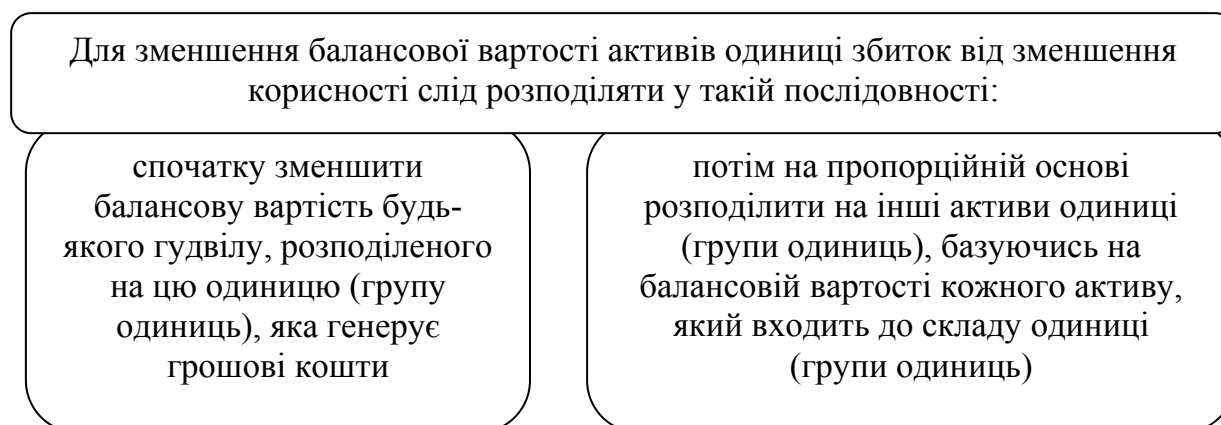 Для зменшення балансової вартості активів одиниці збиток від зменшення
корисності слід розподіляти у такій послідовності:
спочатку зменшити
балансову вартість будь-
якого гудвілу, розподіленого
на цю одиницю (групу
одиниць), яка генерує
грошові кошти
потім на пропорційній основі
розподілити на інші активи одиниці
(групи одиниць), базуючись на
балансовій вартості кожного активу,
який входить до складу одиниці
(групи одиниць)